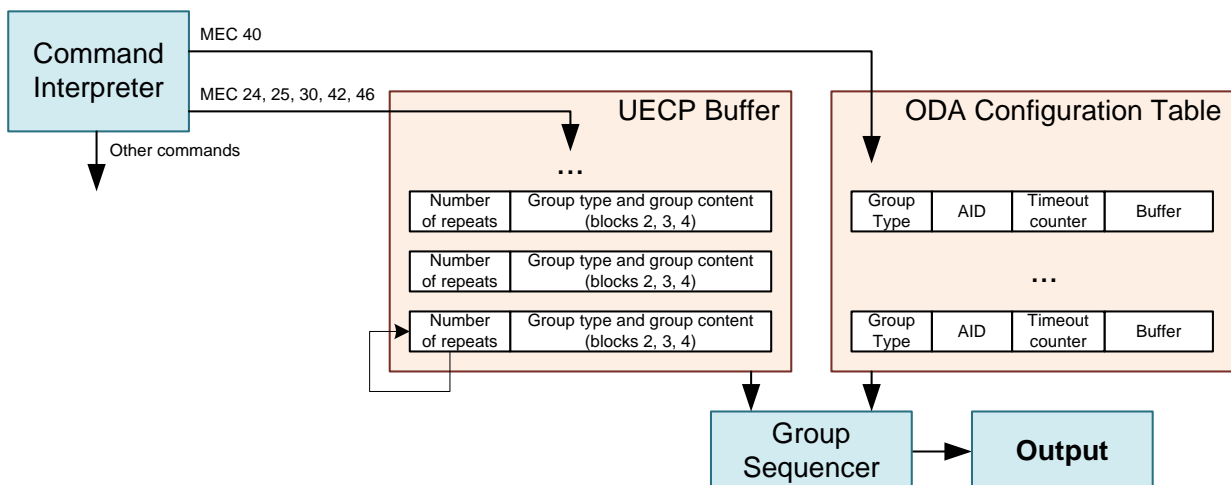 Command
Interpreter
MEC 40
MEC 24, 25, 30, 42, 46
Other commands
UECP Buffer
...
Number
of repeats
Group type and group content
(blocks 2, 3, 4)
Number
of repeats
Group type and group content
(blocks 2, 3, 4)
Number
of repeats
Group type and group content
(blocks 2, 3, 4)
ODA Configuration Table
Group
Type
AID
Timeout
counter
Buffer
...
Group
Type
AID
Timeout
counter
Buffer
Group
Sequencer
Output